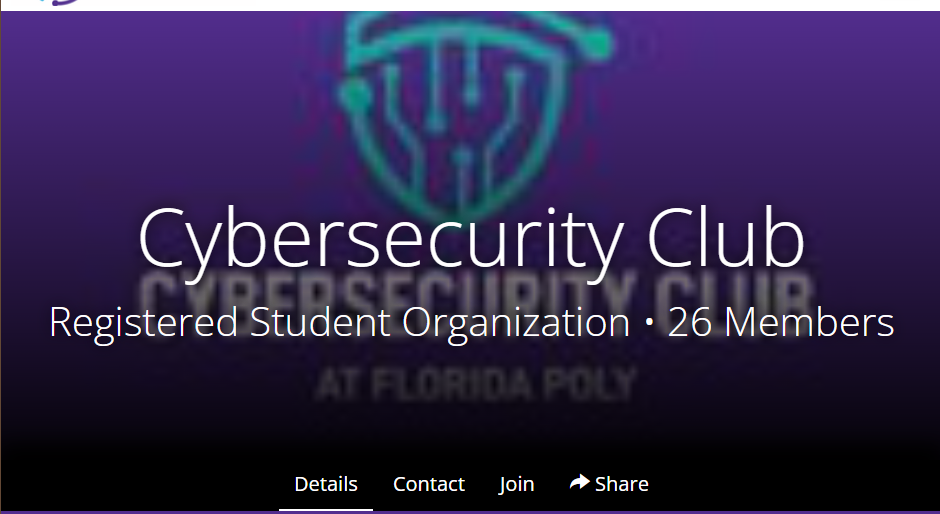 Cybersecurity Club
CYBERSECURITY CLUB
Registered Student Organization • 26 Members
AT FLORIDA POLY
Details Contact Join Share